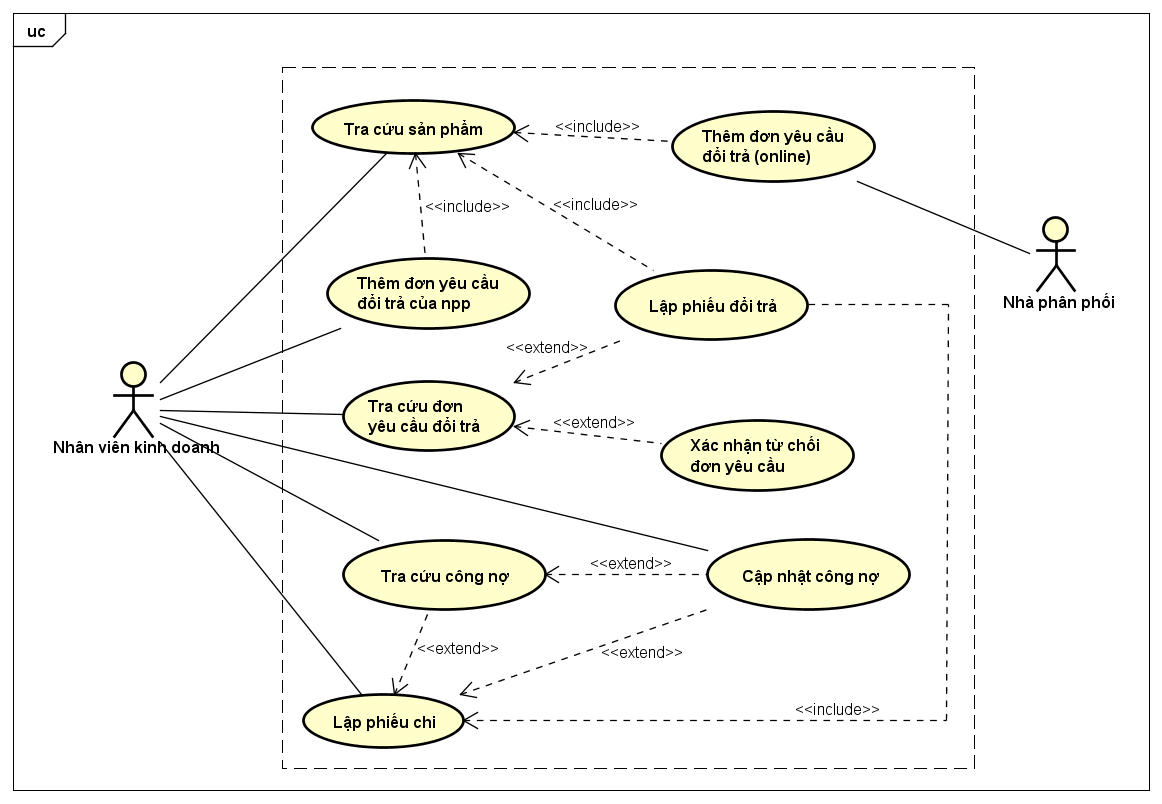 uc
Tra cứu sản phẩm
<<include>>
Thêm đơn yêu cầu
đổi trả (online)
<<include>>
<<include>>
Nhà phân phối
Thêm đơn yêu cầu
đổi trả của npp
Lập phiếu đổi trả
<<extend>>
Nhân viên kinh doanh
Tra cứu đơn
yêu cầu đổi trả
<<extend>>
Xác nhận từ chối
đơn yêu cầu
Tra cứu công nợ
<<extend>>
Cập nhật công nợ
<<extend>>
<<extend>>
Lập phiếu chi
<<include>>